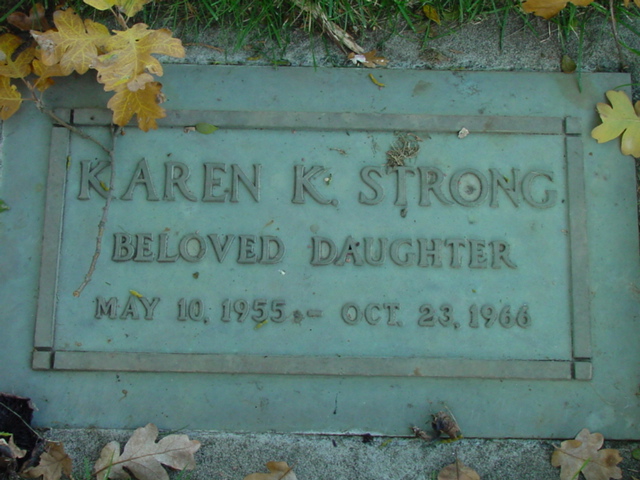 KAREN K. STRONG
BELOVED DAUGHTER
MAY 10, 1955 - OCT. 23, 1966